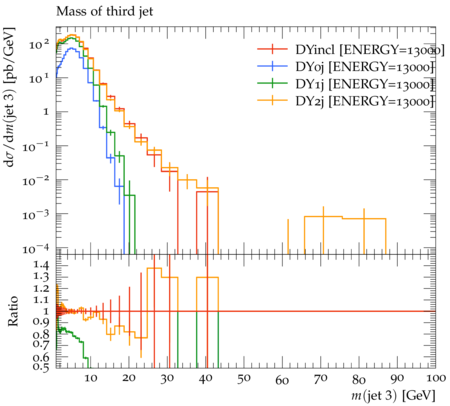 Mass of third jet
dσ/dm(jet 3) [pb/GeV]
10²
10¹
1
10⁻¹
10⁻²
10⁻³
10⁻⁴
DYincl [ENERGY=13000]
DY0j [ENERGY=13000]
DY1j [ENERGY=13000]
DY2j [ENERGY=13000]
Ratio
1.4
1.3
1.2
1.1
1
0.9
0.8
0.7
0.6
0.5
10 20 30 40 50 60 70 80 90 100
m(jet 3) [GeV]